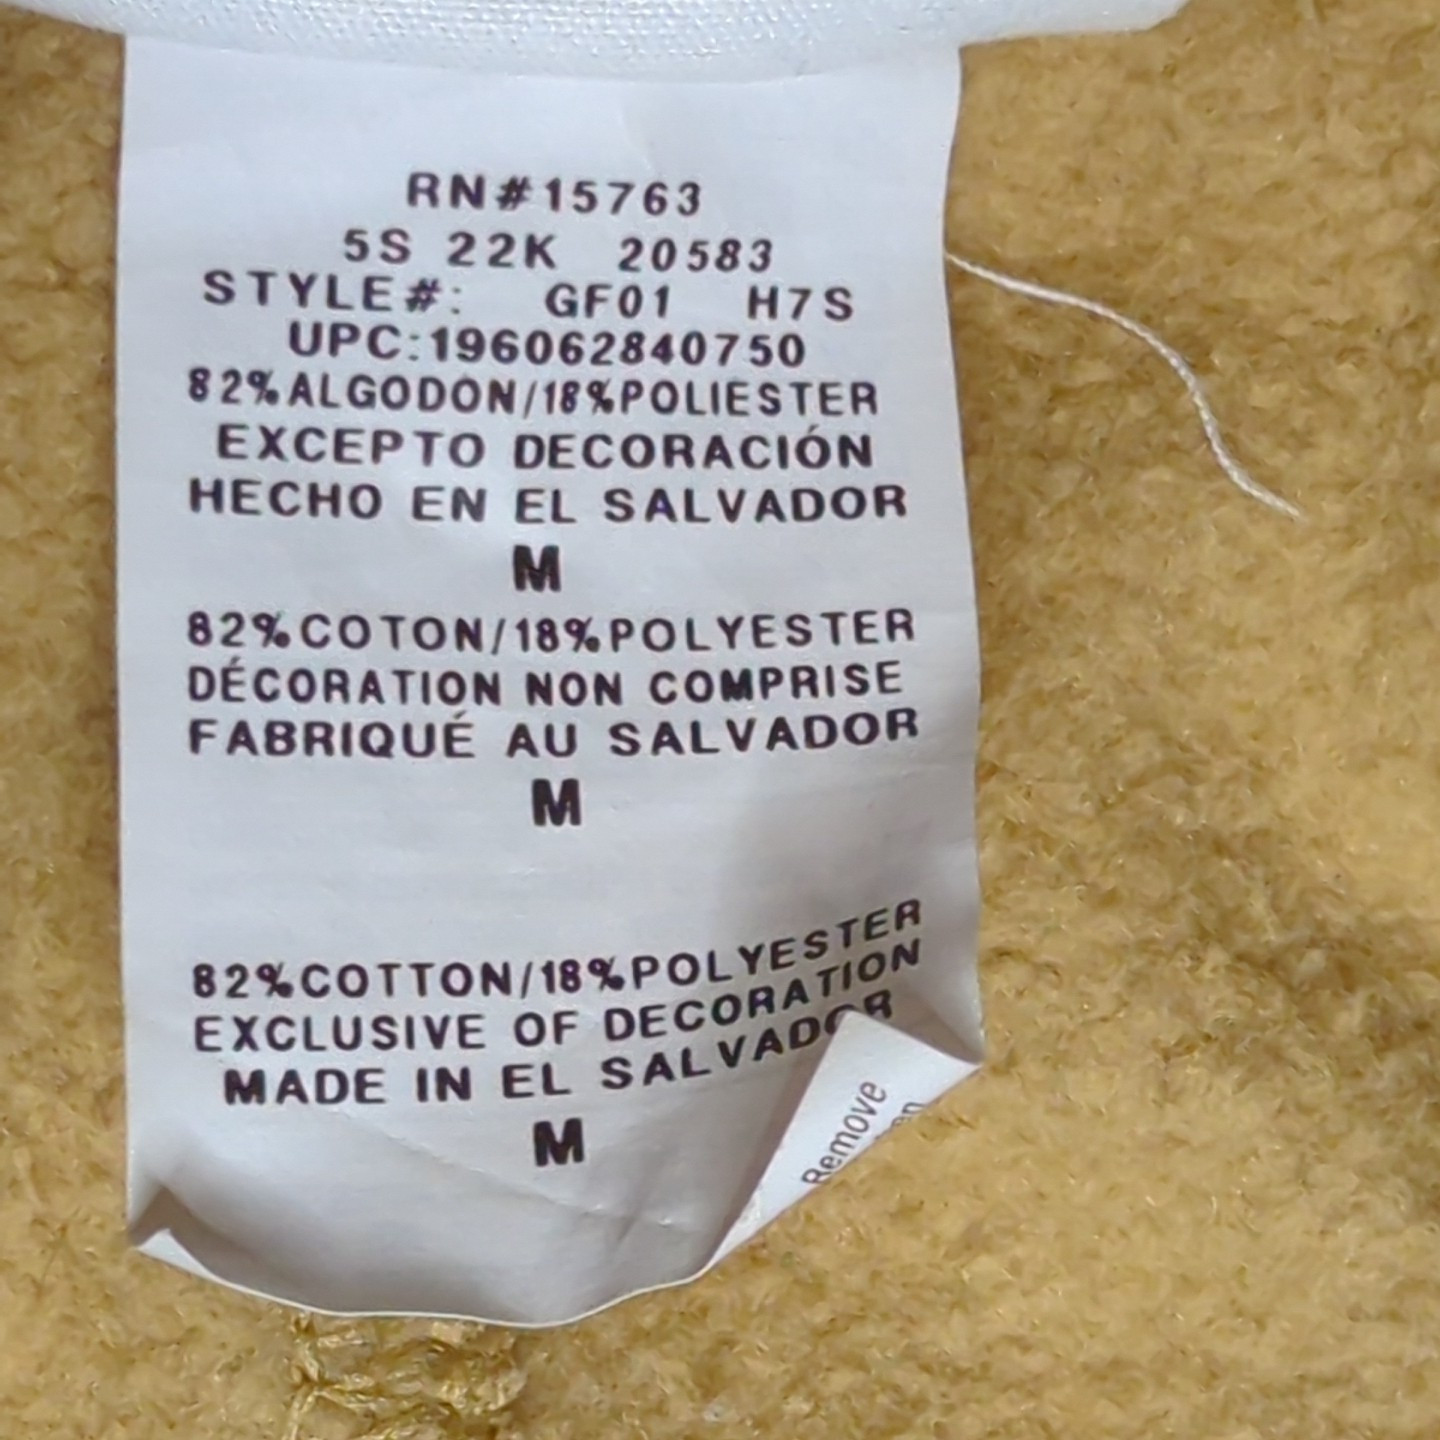 RN#15763
5S 22K 20583
STYLE#: GF01 H7S
UPC:196062840750
82%ALGODÓN/18%POLIESTER
EXCEPTO DECORACIÓN
HECHO EN EL SALVADOR
M
82%COTON/18%POLYESTER
DÉCORATION NON COMPRISE
FABRIQUÉ AU SALVADOR
M
82%COTTON/18%POLYESTER
EXCLUSIVE OF DECORATION
MADE IN EL SALVADOR
M
Remove